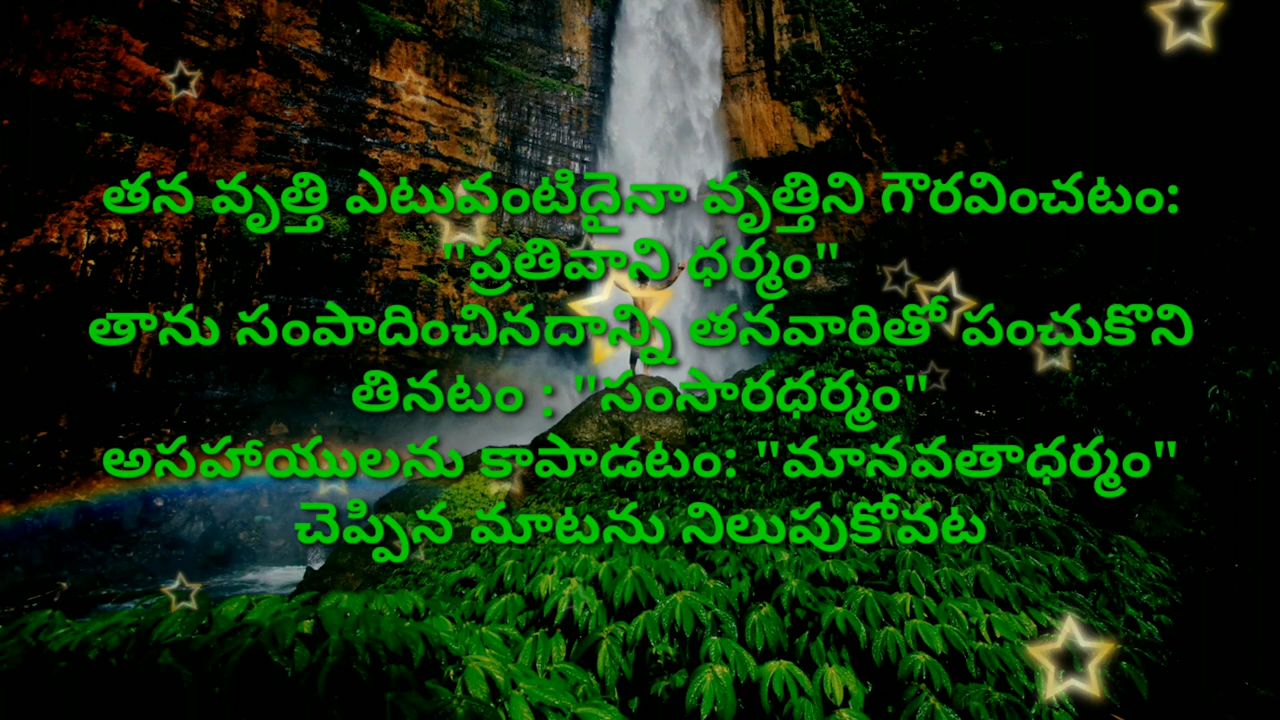 తన వృత్తి ఎటువంటిదైనా వృత్తిని గౌరవించటం:
"ప్రతివాని ధర్మం"
తాను సంపాదించినదాన్ని తనవారితో పంచుకొని
తినటం : "సంసారధర్మం"
అసహాయులను కాపాడటం: "మానవతాధర్మం"
చెప్పిన మాటను నిలుపుకోవట